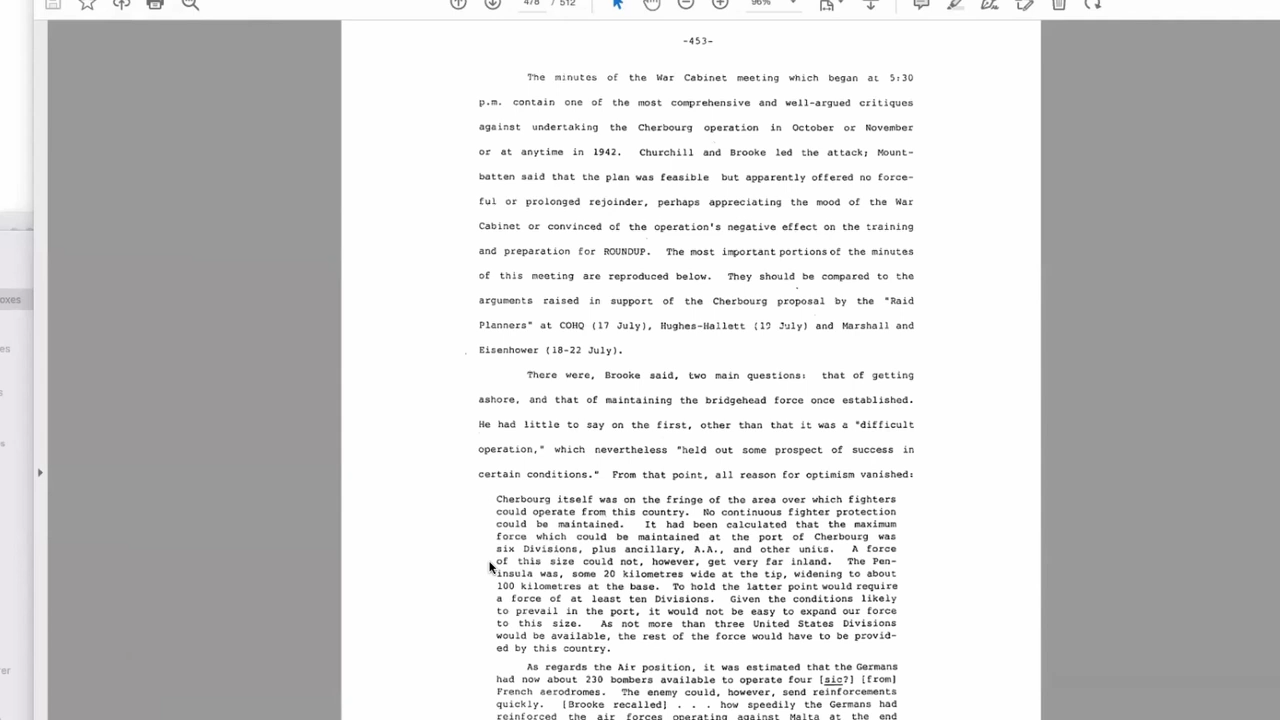 478 / 512
96%
oxes
-453-
The minutes of the War Cabinet meeting which began at 5:30
p.m. contain one of the most comprehensive and well-argued critiques
against undertaking the Cherbourg operation in October or November
or at anytime in 1942. Churchill and Brooke led the attack; Mount-
batten said that the plan was feasible but apparently offered no force-
ful or prolonged rejoinder, perhaps appreciating the mood of the War
Cabinet or convinced of the operation's negative effect on the training
and preparation for ROUNDUP. The most important portions of the minutes
of this meeting are reproduced below. They should be compared to the
arguments raised in support of the Cherbourg proposal by the "Raid
Planners" at COHQ (17 July), Hughes-Hallett (19 July) and Marshall and
Eisenhower (18-22 July).
There were, Brooke said, two main questions: that of getting
ashore, and that of maintaining the bridgehead force once established.
He had little to say on the first, other than that it was a "difficult
operation," which nevertheless "held out some prospect of success in
certain conditions." From that point, all reason for optimism vanished:
Cherbourg itself was on the fringe of the area over which fighters
could operate from this country. No continuous fighter protection
could be maintained. It had been calculated that the maximum
force which could be maintained at the port of Cherbourg was
six Divisions, plus ancillary, A.A., and other units. A force
of this size could not, however, get very far inland. The Pen-
insula was, some 20 kilometres wide at the tip, widening to about
100 kilometres at the base. To hold the latter point would require
a force of at least ten Divisions. Given the conditions likely
to prevail in the port, it would not be easy to expand our force
to this size. As not more than three United States Divisions
would be available, the rest of the force would have to be provid-
ed by this country.
As regards the Air position, it was estimated that the Germans
had now about 230 bombers available to operate four [sic?] [from]
French aerodromes. The enemy could, however, send reinforcements
quickly. [Brooke recalled] . . . how speedily the Germans had
reinforced the air forces operating against Malta at the end